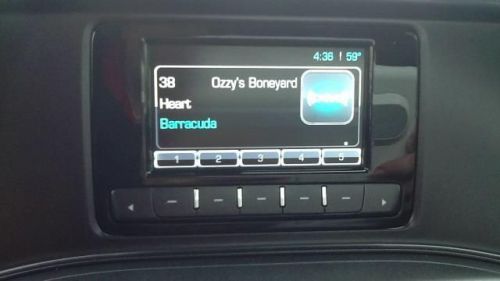 4:36 | 59°
38 Ozzy's Boneyard
Heart
Barracuda
1 2 3 4 5